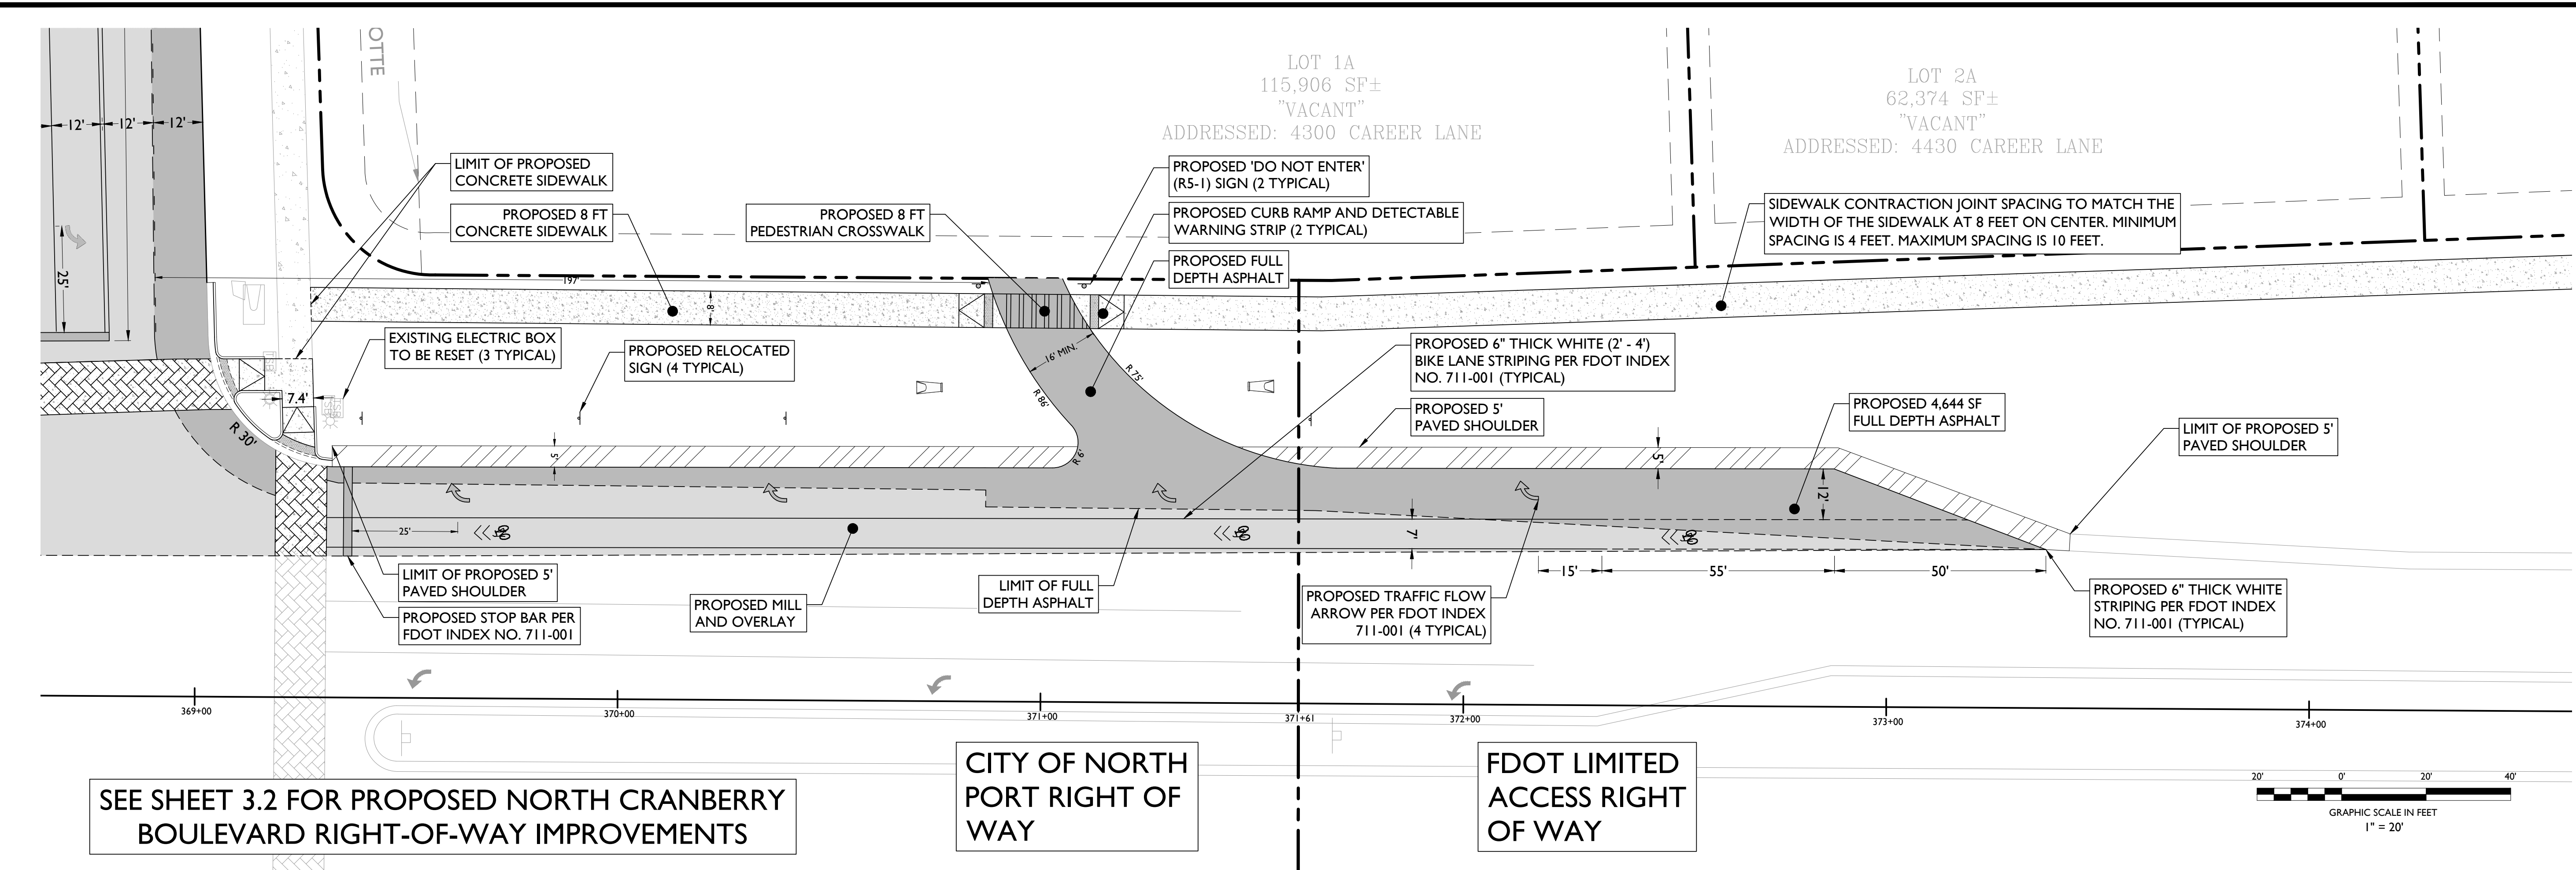 OTTE
LOT 1A
115,906 SF±
"VACANT"
ADDRESSED: 4300 CAREER LANE
LOT 2A
62,374 SF±
"VACANT"
ADDRESSED: 4430 CAREER LANE
12'
12'
12'
25'
LIMIT OF PROPOSED
CONCRETE SIDEWALK
PROPOSED 8 FT
CONCRETE SIDEWALK
PROPOSED 8 FT
PEDESTRIAN CROSSWALK
PROPOSED 'DO NOT ENTER'
(R5-1) SIGN (2 TYPICAL)
PROPOSED CURB RAMP AND DETECTABLE
WARNING STRIP (2 TYPICAL)
PROPOSED FULL
DEPTH ASPHALT
SIDEWALK CONTRACTION JOINT SPACING TO MATCH THE
WIDTH OF THE SIDEWALK AT 8 FEET ON CENTER. MINIMUM
SPACING IS 4 FEET. MAXIMUM SPACING IS 10 FEET.
197'
8'
EXISTING ELECTRIC BOX
TO BE RESET (3 TYPICAL)
PROPOSED RELOCATED
SIGN (4 TYPICAL)
16' MIN.
R 75'
R 86'
R 6'
PROPOSED 6" THICK WHITE (2' - 4')
BIKE LANE STRIPING PER FDOT INDEX
NO. 711-001 (TYPICAL)
PROPOSED 5'
PAVED SHOULDER
PROPOSED 4,644 SF
FULL DEPTH ASPHALT
LIMIT OF PROPOSED 5'
PAVED SHOULDER
7.4'
R 30'
5'
5'
12'
25'
7'
15'
55'
50'
LIMIT OF PROPOSED 5'
PAVED SHOULDER
PROPOSED STOP BAR PER
FDOT INDEX NO. 711-001
PROPOSED MILL
AND OVERLAY
LIMIT OF FULL
DEPTH ASPHALT
PROPOSED TRAFFIC FLOW
ARROW PER FDOT INDEX
711-001 (4 TYPICAL)
PROPOSED 6" THICK WHITE
STRIPING PER FDOT INDEX
NO. 711-001 (TYPICAL)
369+00
370+00
371+00
371+61
372+00
373+00
374+00
SEE SHEET 3.2 FOR PROPOSED NORTH CRANBERRY
BOULEVARD RIGHT-OF-WAY IMPROVEMENTS
CITY OF NORTH
PORT RIGHT OF
WAY
FDOT LIMITED
ACCESS RIGHT
OF WAY
20'
0'
20'
40'
GRAPHIC SCALE IN FEET
1" = 20'